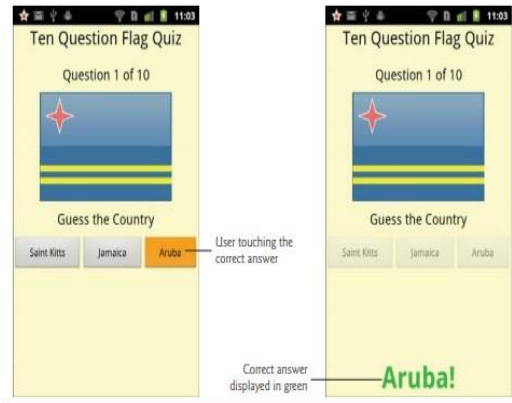 11:03
Ten Question Flag Quiz
Question 1 of 10
Guess the Country
Saint Kitts Jamaica Aruba
User touching the
correct answer
11:03
Ten Question Flag Quiz
Question 1 of 10
Guess the Country
Saint Kitts Jamaica Aruba
Correct answer
displayed in green
Aruba!